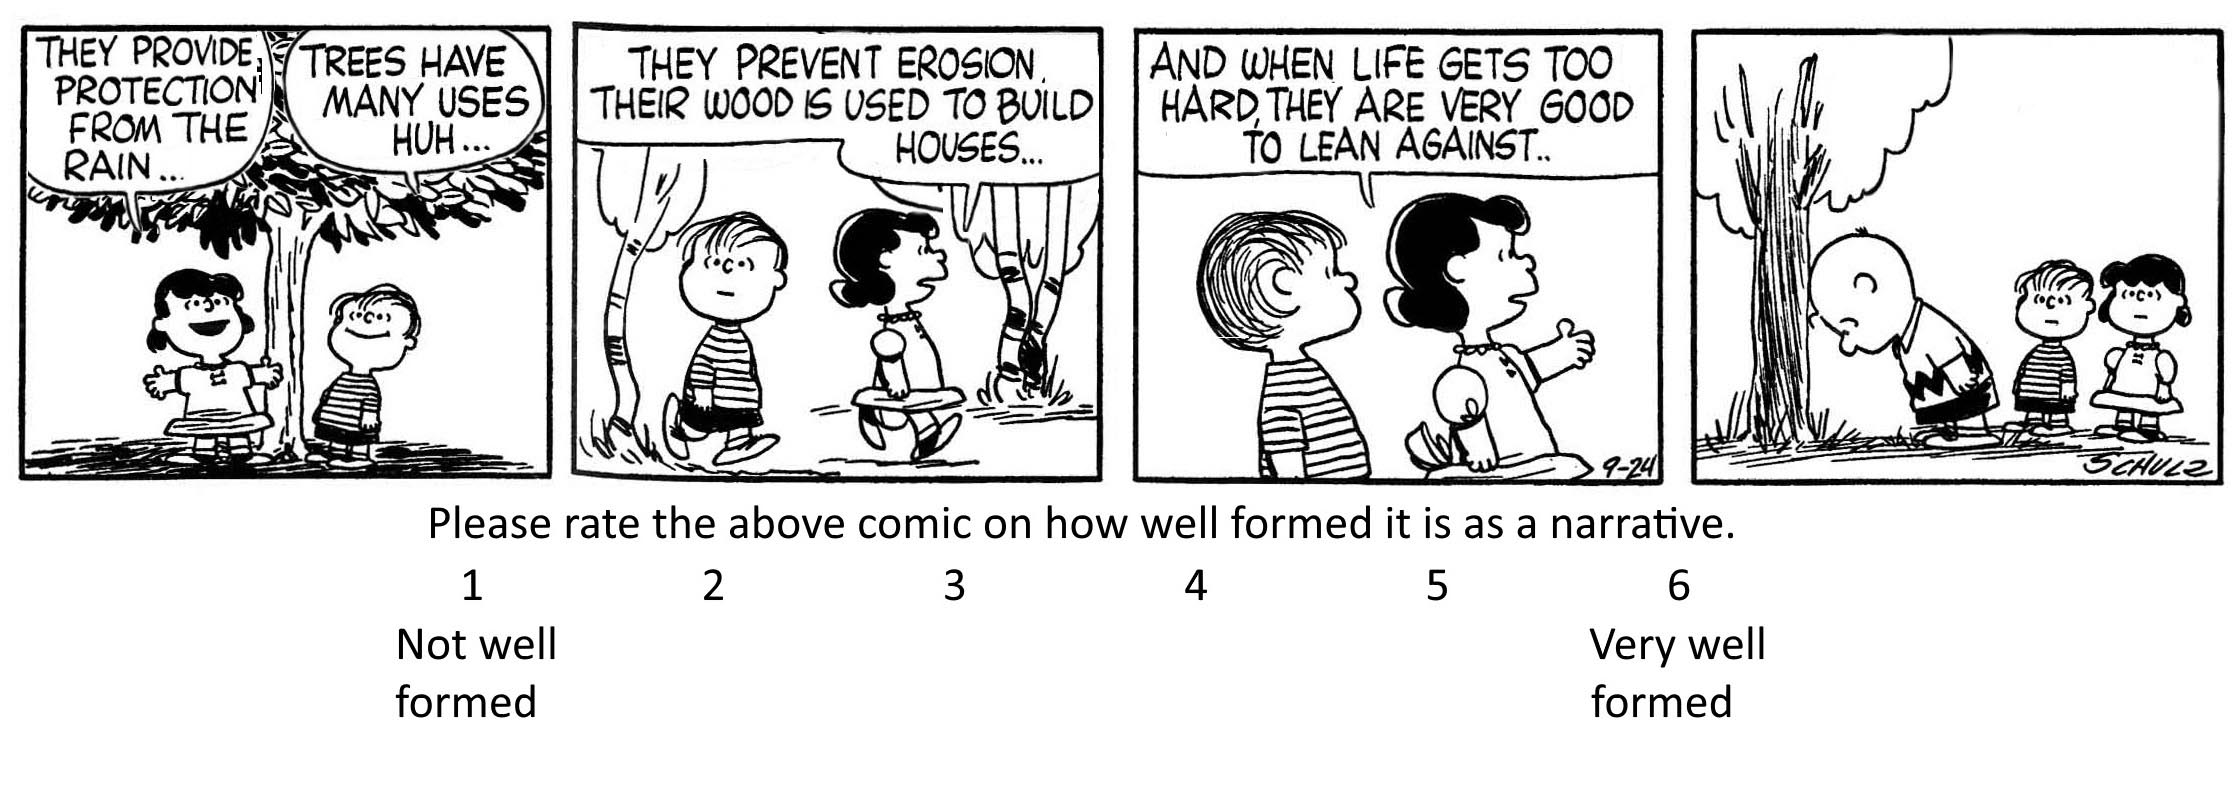 THEY PROVIDE
PROTECTION
FROM THE
RAIN...
TREES HAVE
MANY USES
HUH...
THEY PREVENT EROSION.
THEIR WOOD IS USED TO BUILD
HOUSES...
AND WHEN LIFE GETS TOO
HARD, THEY ARE VERY GOOD
TO LEAN AGAINST..
9-24
SCHULZ
Please rate the above comic on how well formed it is as a narrative.
1 2 3 4 5 6
Not well
formed
Very well
formed